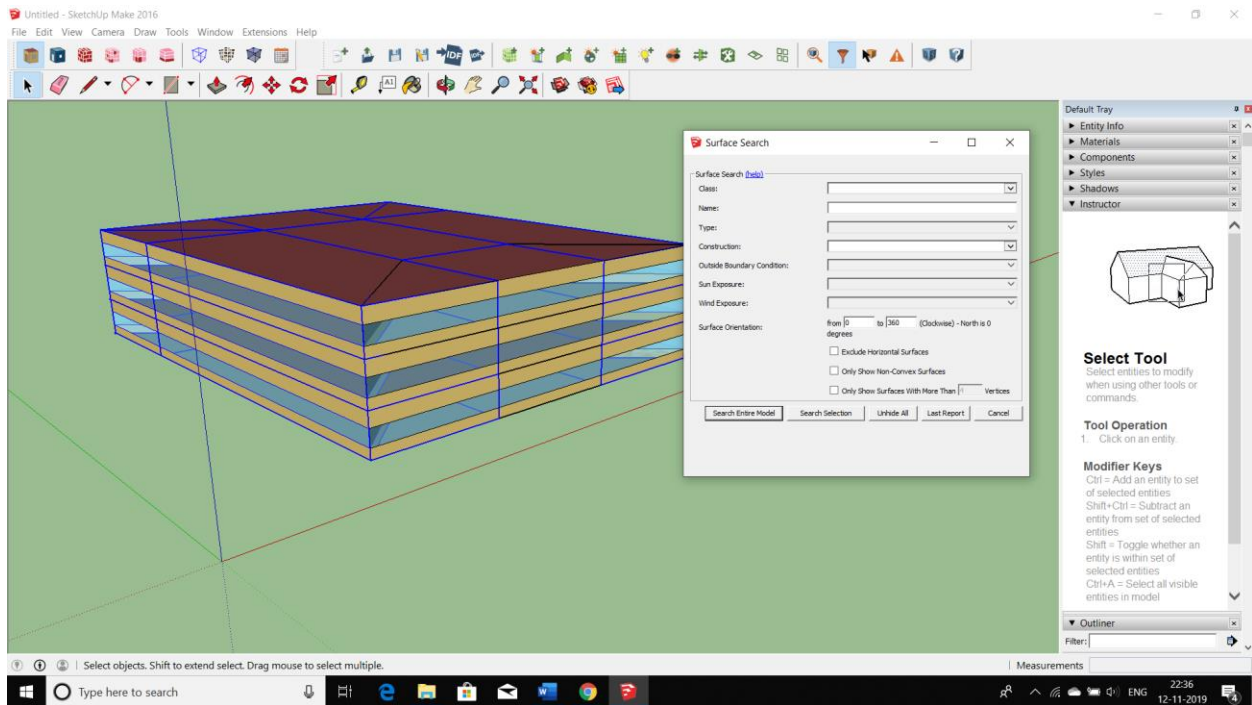 Untitled - SketchUp Make 2016
File Edit View Camera Draw Tools Window Extensions Help
IDF
A1
Default Tray
Entity Info
Materials
Components
Styles
Shadows
Instructor
Surface Search
Surface Search (help)
Class:
Name:
Type:
Construction:
Outside Boundary Condition:
Sun Exposure:
Wind Exposure:
Surface Orientation:
from 0 to 360 (Clockwise) - North is 0
degrees
Exclude Horizontal Surfaces
Only Show Non-Convex Surfaces
Only Show Surfaces With More Than Vertices
Search Entire Model Search Selection Unhide All Last Report Cancel
Select Tool
Select entities to modify
when using other tools or
commands.
Tool Operation
1. Click on an entity.
Modifier Keys
Ctrl = Add an entity to set
of selected entities
Shift+Ctrl = Subtract an
entity from set of selected
entities
Shift = Toggle whether an
entity is within set of
selected entities
Ctrl+A = Select all visible
entities in model
Outliner
Filter:
Select objects. Shift to extend select. Drag mouse to select multiple.
Measurements
Type here to search
ENG
22:36
12-11-2019
4